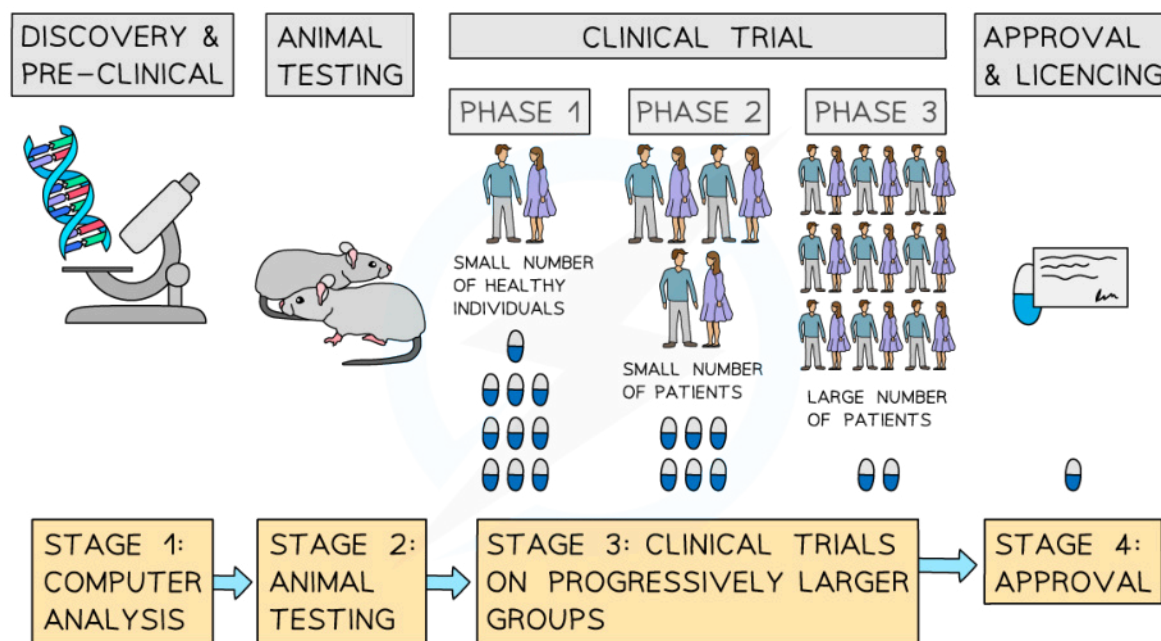 DISCOVERY &
PRE-CLINICAL
ANIMAL
TESTING
CLINICAL TRIAL
APPROVAL
& LICENCING
PHASE 1
PHASE 2
PHASE 3
SMALL NUMBER
OF HEALTHY
INDIVIDUALS
SMALL NUMBER
OF PATIENTS
LARGE NUMBER
OF PATIENTS
STAGE 1:
COMPUTER
ANALYSIS
STAGE 2:
ANIMAL
TESTING
STAGE 3: CLINICAL TRIALS
ON PROGRESSIVELY LARGER
GROUPS
STAGE 4:
APPROVAL